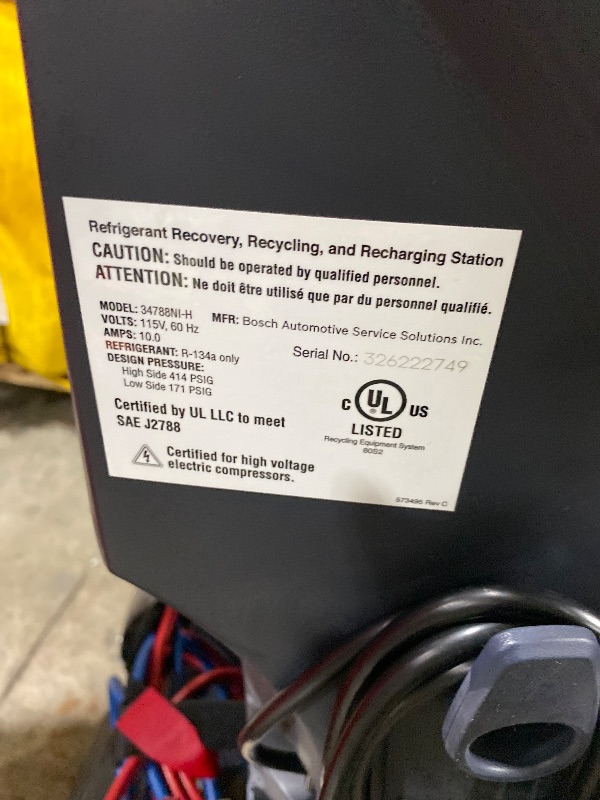 Refrigerant Recovery, Recycling, and Recharging Station
CAUTION: Should be operated by qualified personnel.
ATTENTION: Ne doit être utilisé que par du personnel qualifié.
MODEL: 34788NI-H
MFR: Bosch Automotive Service Solutions Inc.
VOLTS: 115V, 60 Hz
AMPS: 10.0
Serial No.: 326222749
REFRIGERANT: R-134a only
DESIGN PRESSURE:
High Side 414 PSIG
Low Side 171 PSIG
Certified by UL LLC to meet
SAE J2788
C UL US
®
LISTED
Recycling Equipment System
80S2
Certified for high voltage
electric compressors.
573495 Rev C